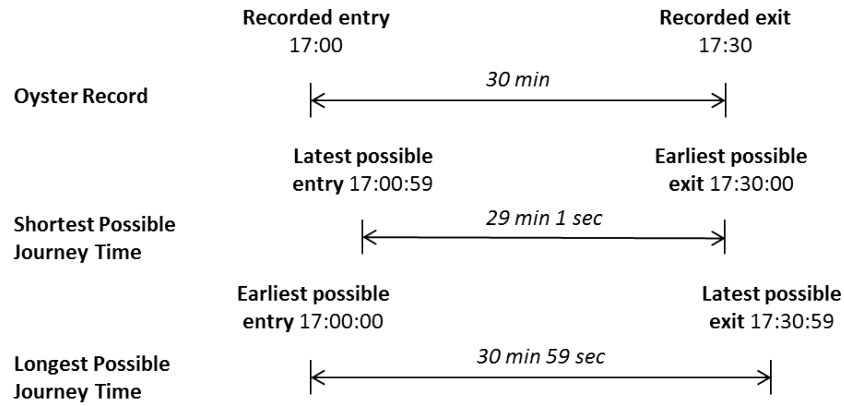 Recorded entry
17:00
Recorded exit
17:30
Oyster Record
30 min
Latest possible
entry 17:00:59
Earliest possible
exit 17:30:00
Shortest Possible
Journey Time
29 min 1 sec
Earliest possible
entry 17:00:00
Latest possible
exit 17:30:59
Longest Possible
Journey Time
30 min 59 sec